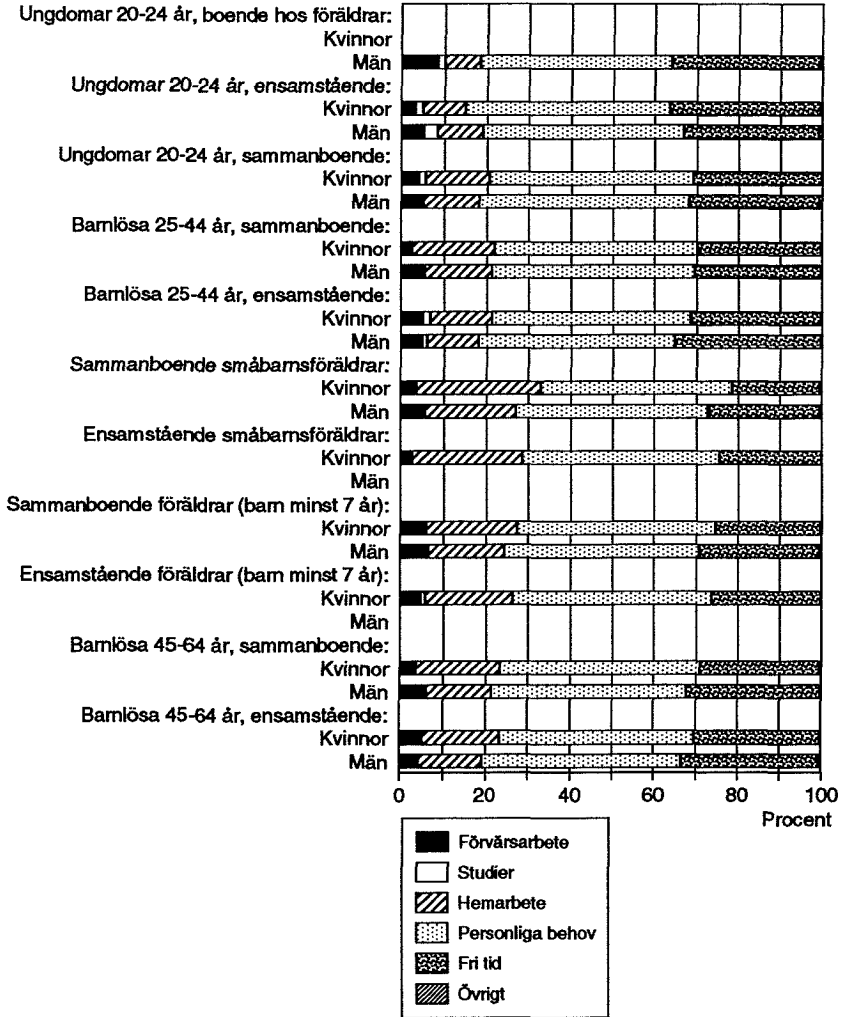 Ungdomar 20-24 år, boende hos föräldrar:
Kvinnor
Män
Ungdomar 20-24 år, ensamstående:
Kvinnor
Män
Ungdomar 20-24 år, sammanboende:
Kvinnor
Män
Barnlösa 25-44 år, sammanboende:
Kvinnor
Män
Barnlösa 25-44 år, ensamstående:
Kvinnor
Män
Sammanboende småbarnsföräldrar:
Kvinnor
Män
Ensamstående småbarnsföräldrar:
Kvinnor
Män
Sammanboende föräldrar (barn minst 7 år):
Kvinnor
Män
Ensamstående föräldrar (barn minst 7 år):
Kvinnor
Män
Barnlösa 45-64 år, sammanboende:
Kvinnor
Män
Barnlösa 45-64 år, ensamstående:
Kvinnor
Män
0 20 40 60 80 100
Procent
Förvärsarbete
Studier
Hemarbete
Personliga behov
Fri tid
Övrigt